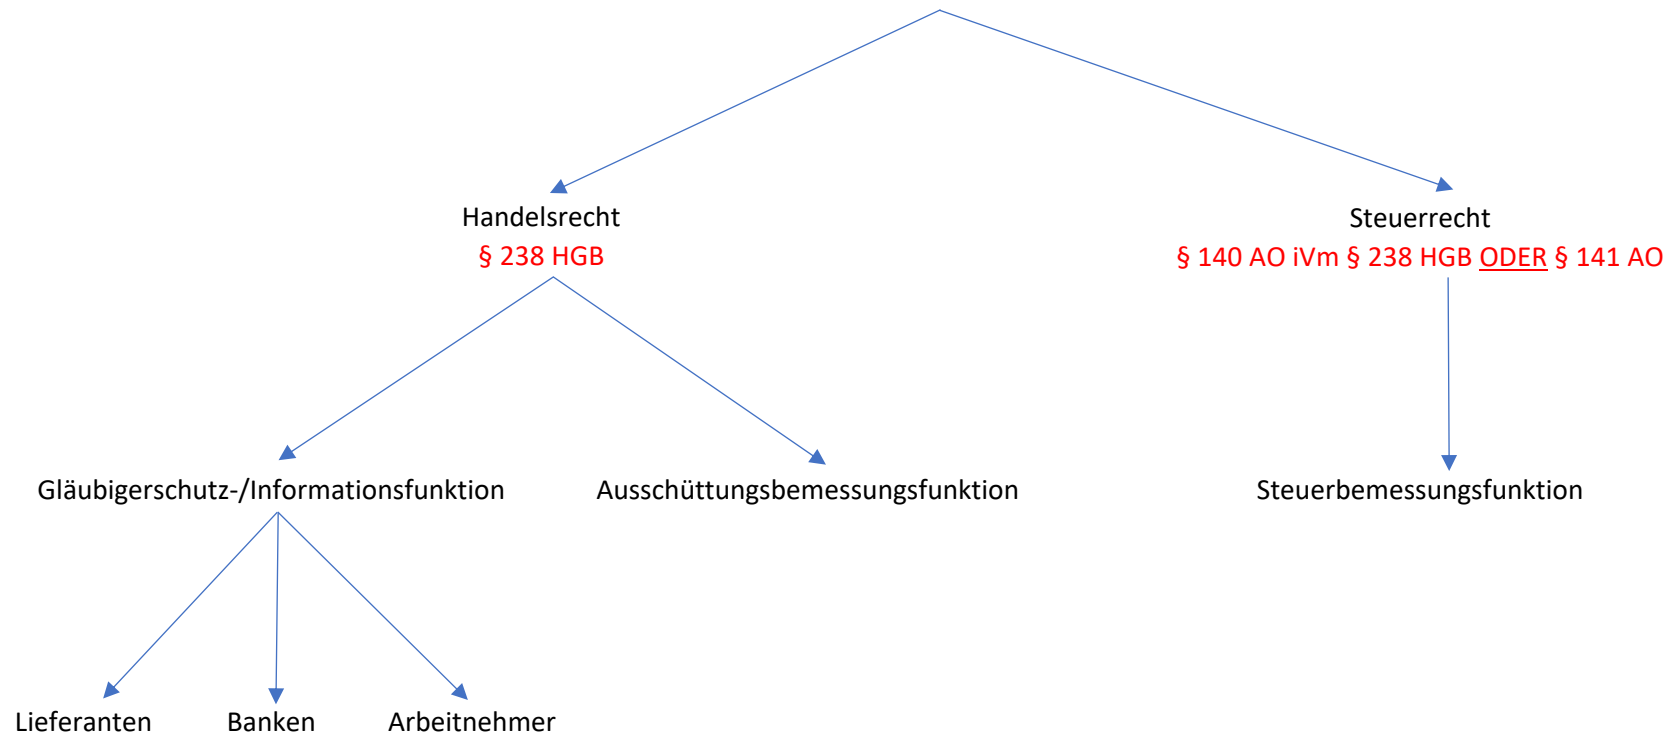 Handelsrecht
§ 238 HGB
Steuerrecht
§ 140 AO iVm § 238 HGB ODER § 141 AO
Gläubigerschutz-/Informationsfunktion
Ausschüttungsbemessungsfunktion
Steuerbemessungsfunktion
Lieferanten
Banken
Arbeitnehmer